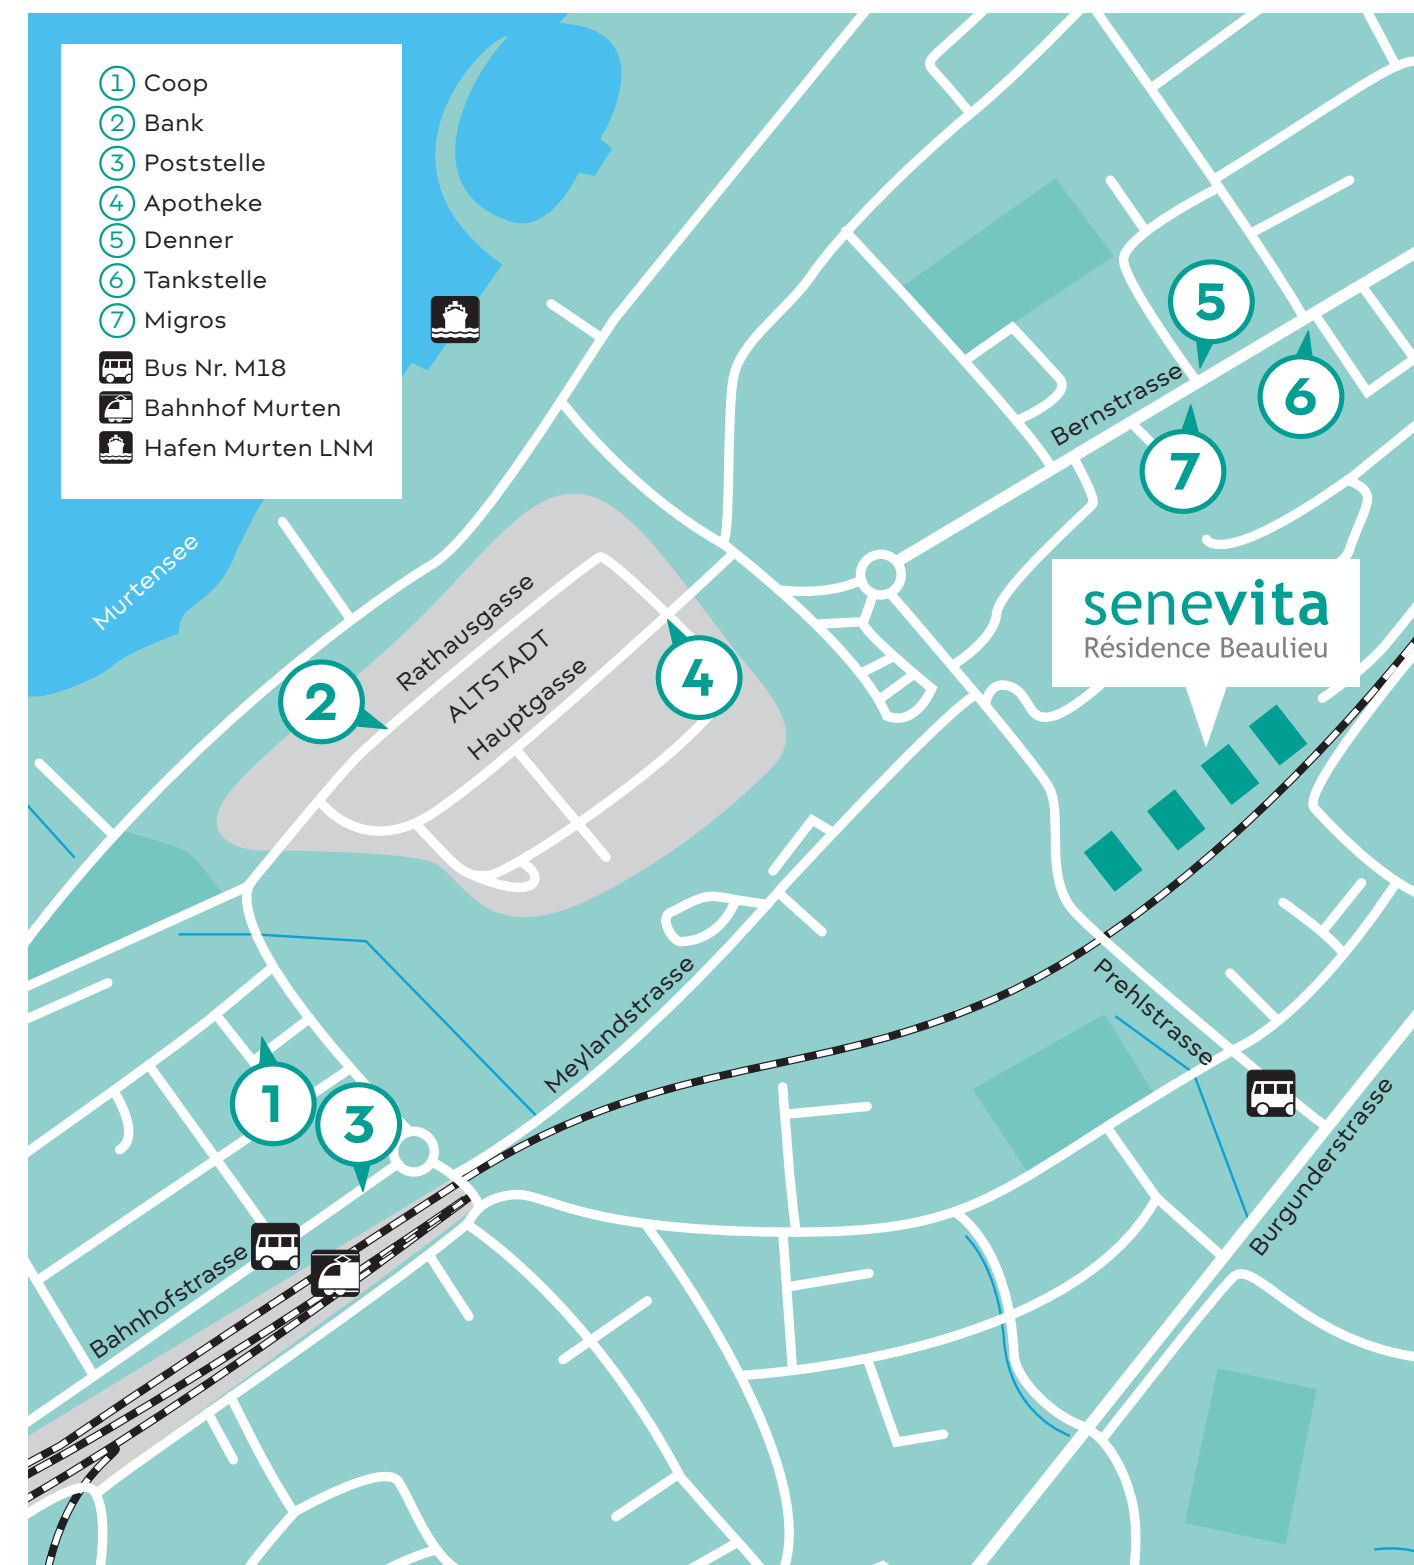 1 Coop
2 Bank
3 Poststelle
4 Apotheke
5 Denner
6 Tankstelle
7 Migros
Bus Nr. M18
Bahnhof Murten
Hafen Murten LNM
Murtensee
5
6
7
Bernstrasse
senevita
Résidence Beaulieu
Rathausgasse
ALTSTADT
Hauptgasse
2
4
Meylandstrasse
Prehlstrasse
1
3
Burgunderstrasse
Bahnhofstrasse